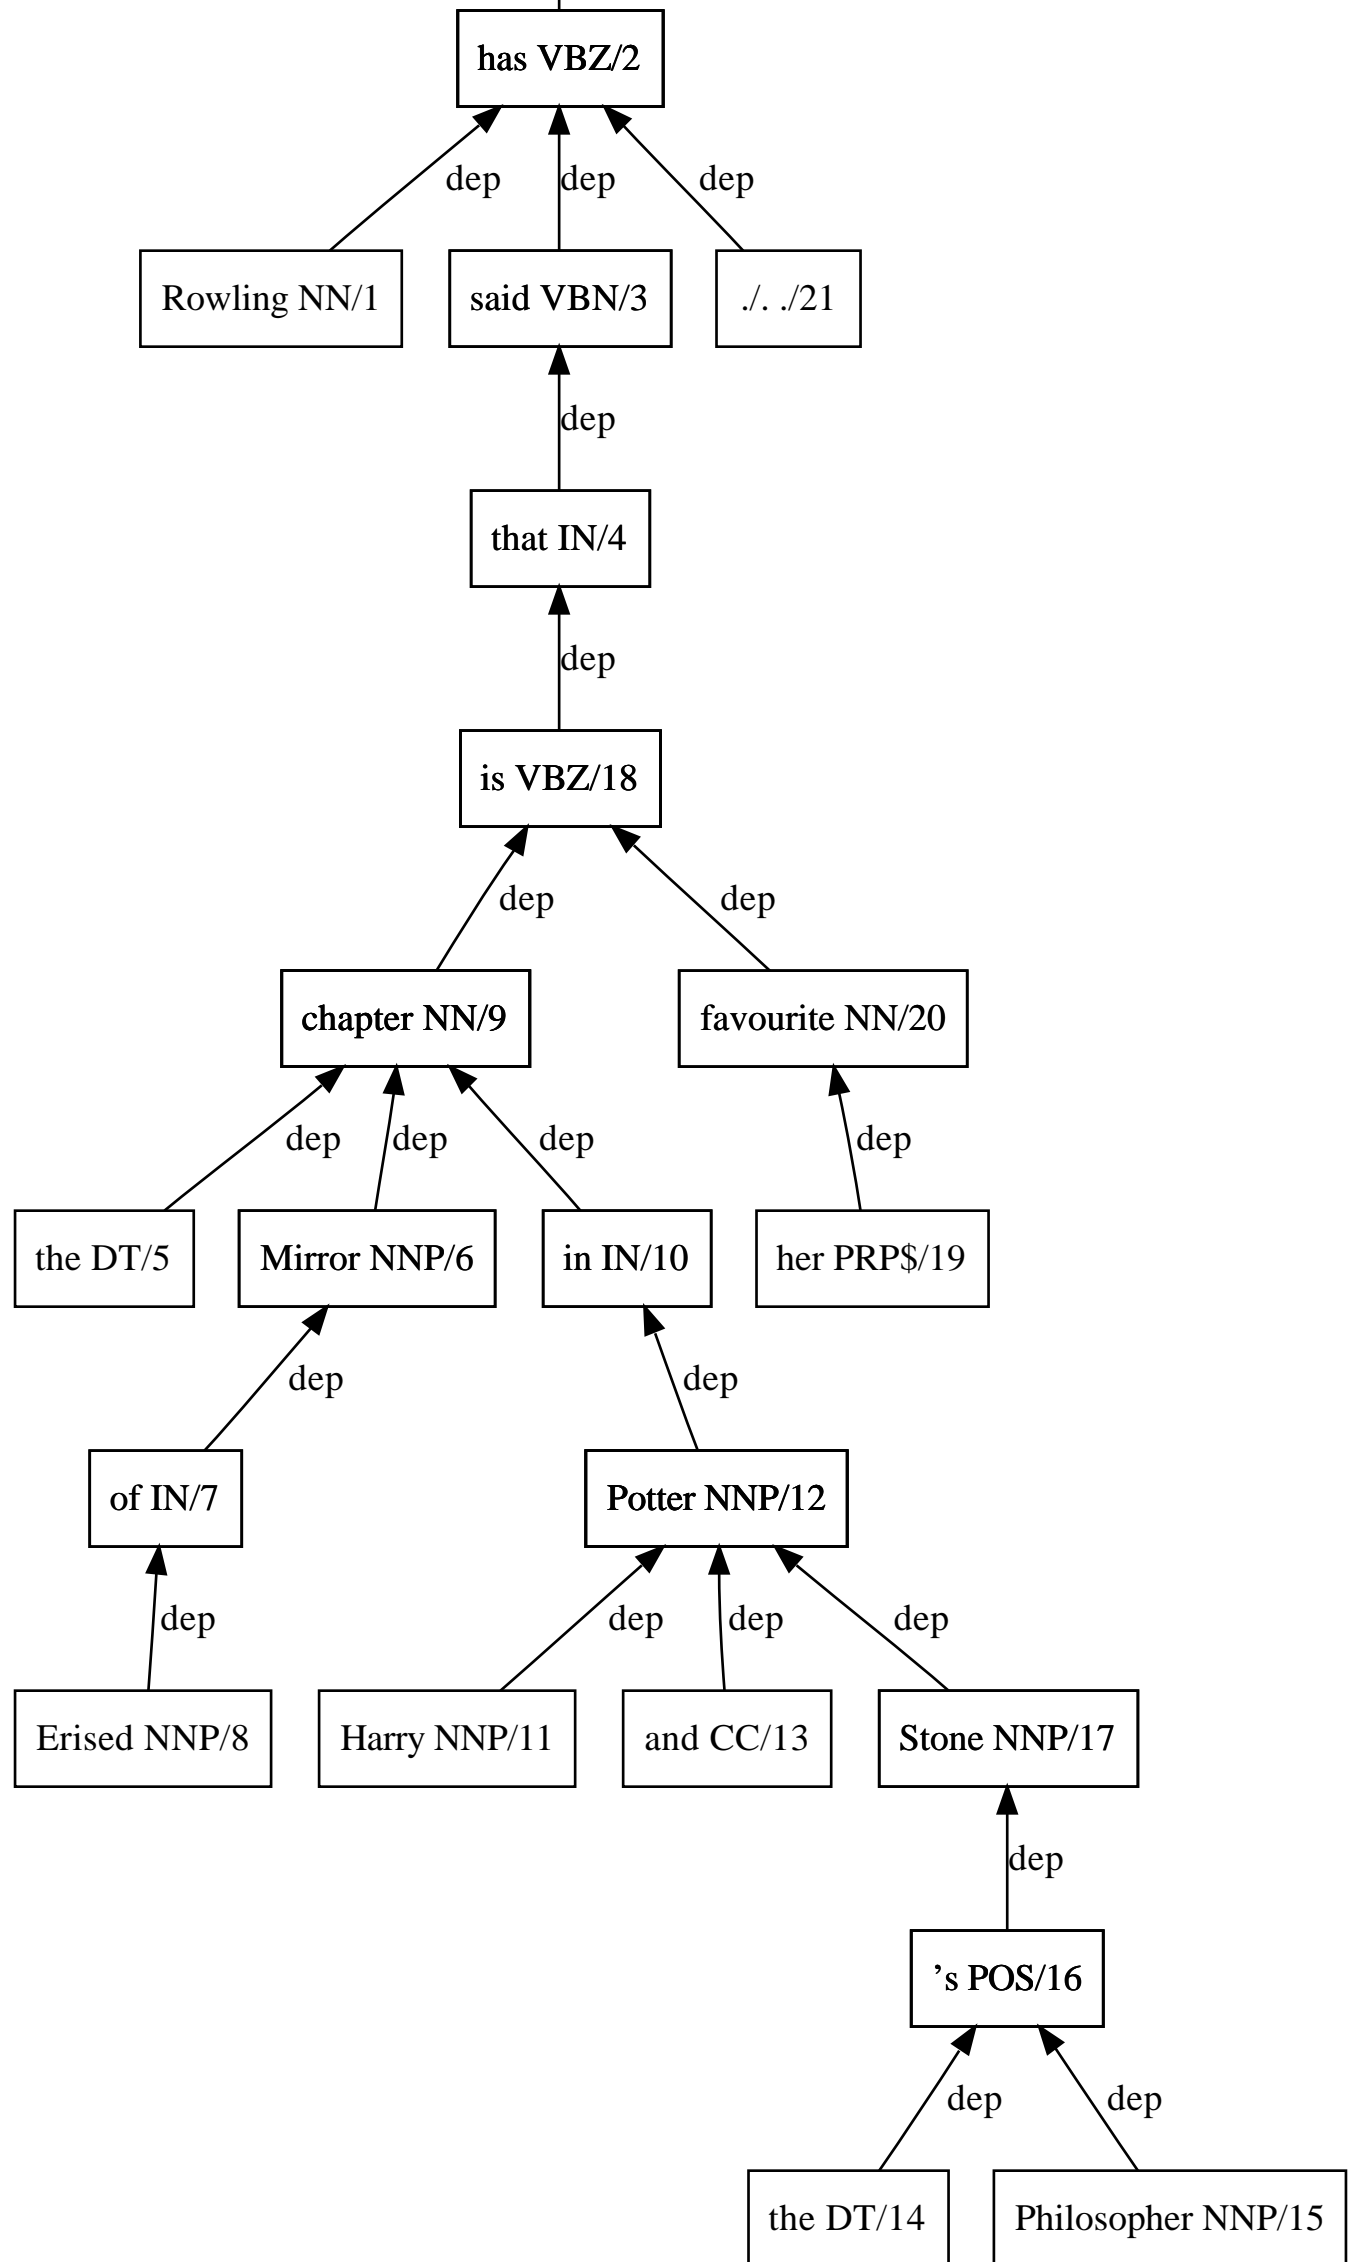 has VBZ/2
dep dep dep
Rowling NN/1 said VBN/3 ./. ./21
dep
that IN/4
dep
is VBZ/18
dep dep
chapter NN/9 favourite NN/20
dep dep dep dep
the DT/5 Mirror NNP/6 in IN/10 her PRP$/19
dep dep
of IN/7 Potter NNP/12
dep dep dep dep
Erised NNP/8 Harry NNP/11 and CC/13 Stone NNP/17
dep
’s POS/16
dep dep
the DT/14 Philosopher NNP/15